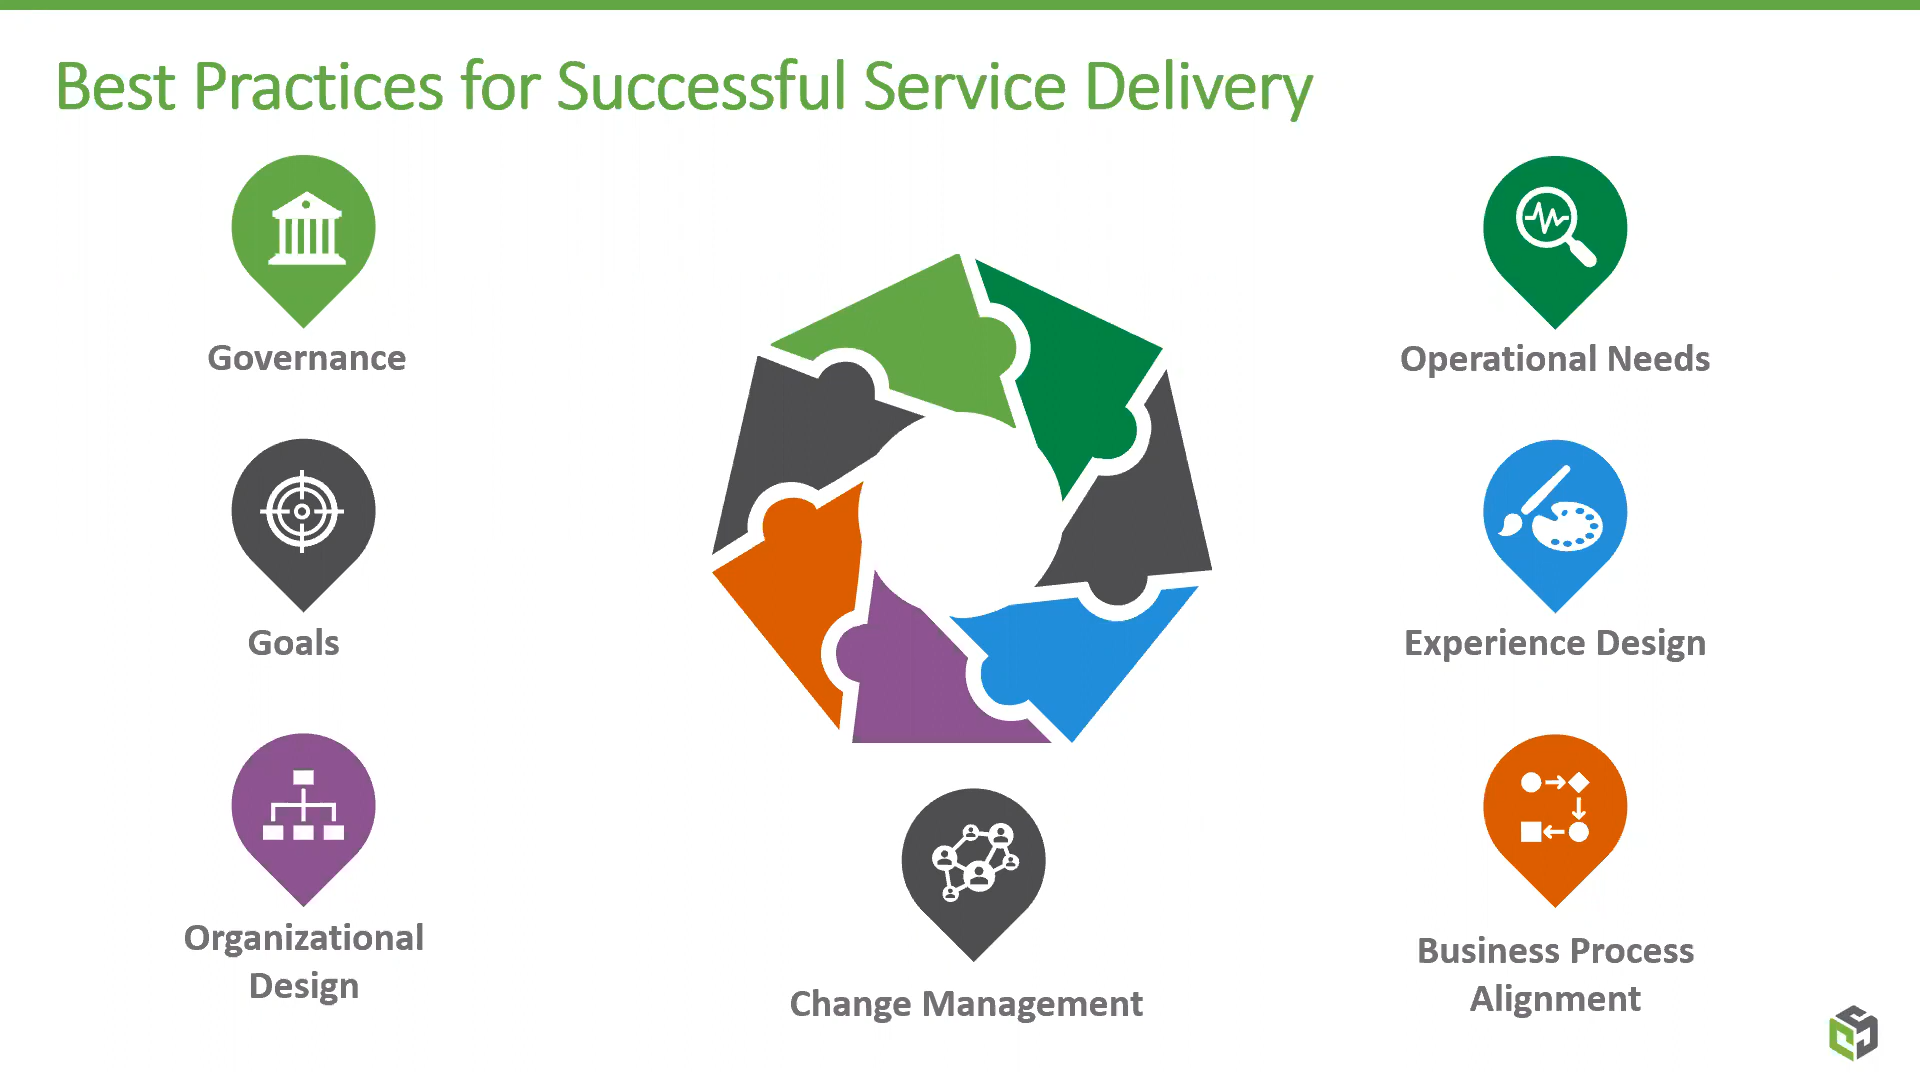 Best Practices for Successful Service Delivery
Governance
Operational Needs
Goals
Experience Design
Organizational
Design
Business Process
Alignment
Change Management